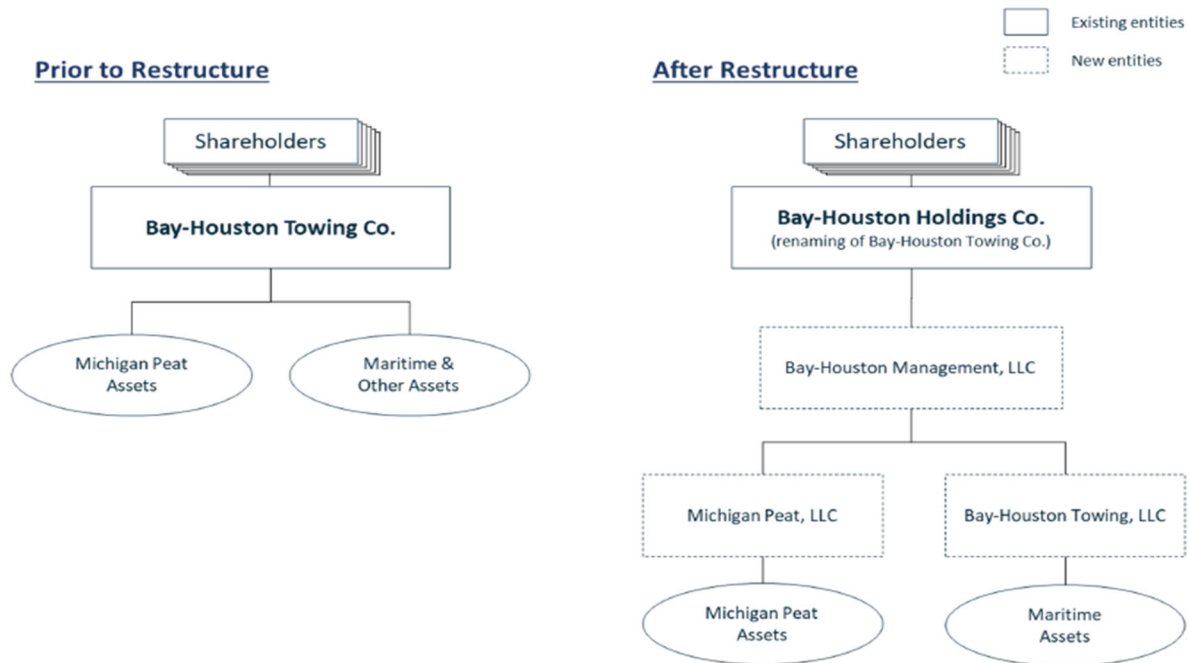 Existing entities
New entities
Prior to Restructure
Shareholders
Bay-Houston Towing Co.
Michigan Peat
Assets
Maritime &
Other Assets
After Restructure
Shareholders
Bay-Houston Holdings Co.
(renaming of Bay-Houston Towing Co.)
Bay-Houston Management, LLC
Michigan Peat, LLC
Bay-Houston Towing, LLC
Michigan Peat
Assets
Maritime
Assets